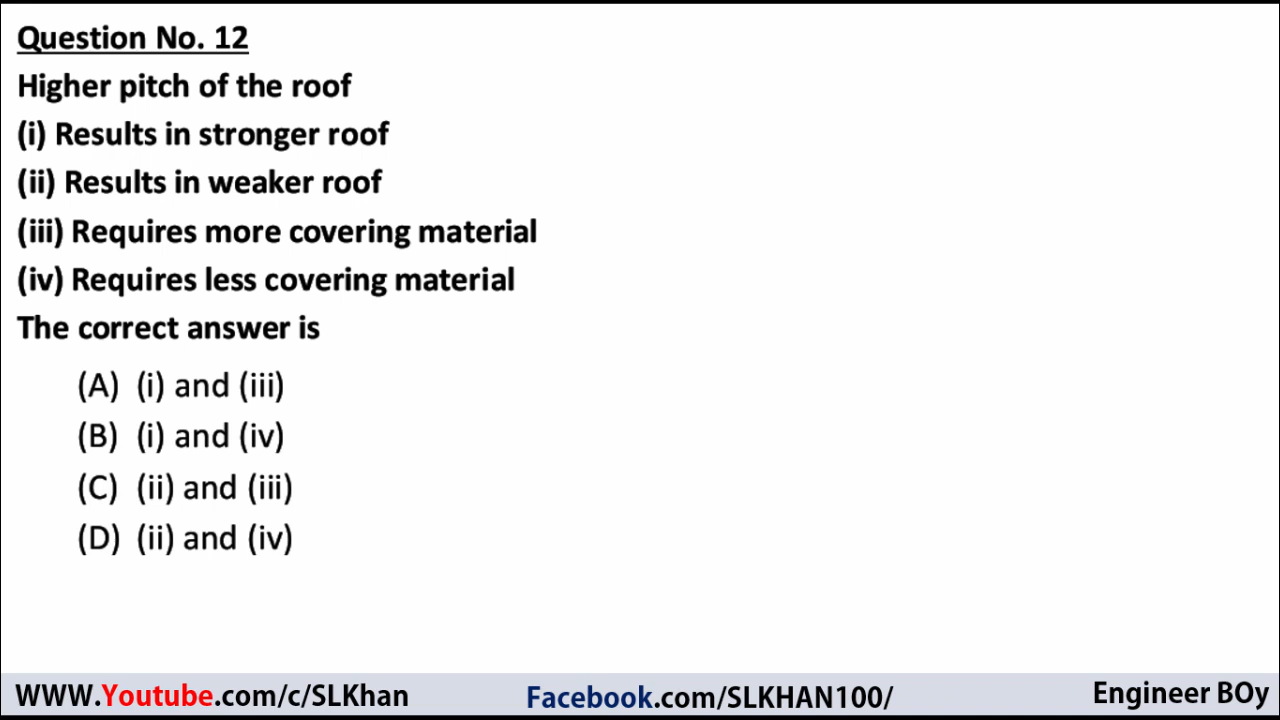 Question No. 12
Higher pitch of the roof
(i) Results in stronger roof
(ii) Results in weaker roof
(iii) Requires more covering material
(iv) Requires less covering material
The correct answer is
(A) (i) and (iii)
(B) (i) and (iv)
(C) (ii) and (iii)
(D) (ii) and (iv)
WWW.Youtube.com/c/SLKhan Facebook.com/SLKHAN100/ Engineer BOy